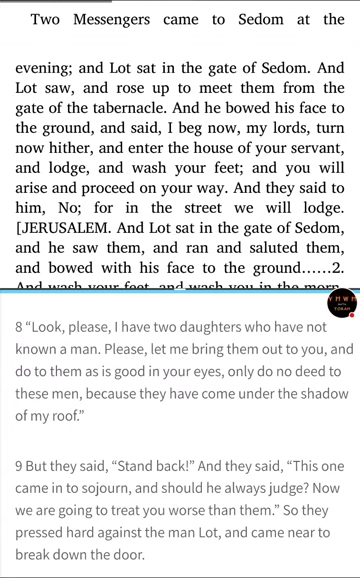 Two Messengers came to Sedom at the
evening; and Lot sat in the gate of Sedom. And
Lot saw, and rose up to meet them from the
gate of the tabernacle. And he bowed his face to
the ground, and said, I beg now, my lords, turn
now hither, and enter the house of your servant,
and lodge, and wash your feet; and you will
arise and proceed on your way. And they said to
him, No; for in the street we will lodge.
[JERUSALEM. And Lot sat in the gate of Sedom,
and he saw them, and ran and saluted them,
and bowed with his face to the ground……2.
And wash your feet, and wash you in the morn
8 “Look, please, I have two daughters who have not
known a man. Please, let me bring them out to you, and
do to them as is good in your eyes, only do no deed to
these men, because they have come under the shadow
of my roof.”
9 But they said, “Stand back!” And they said, “This one
came in to sojourn, and should he always judge? Now
we are going to treat you worse than them.” So they
pressed hard against the man Lot, and came near to
break down the door.